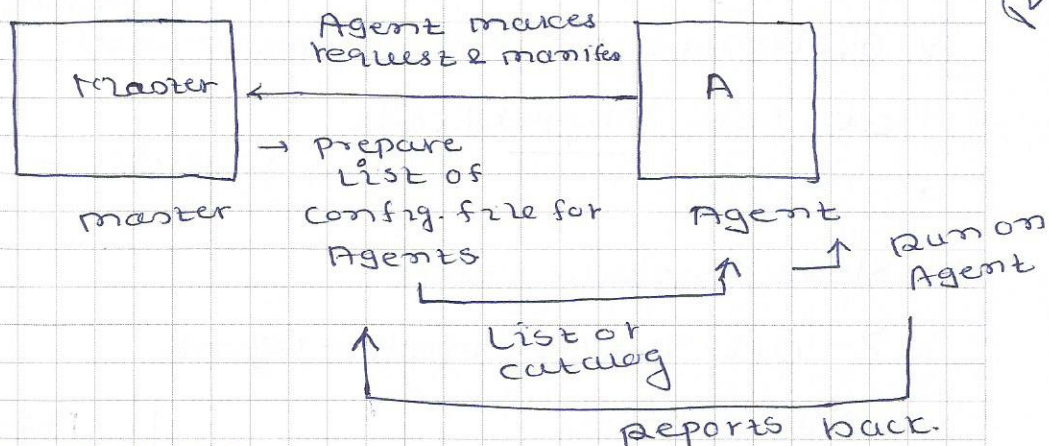 Agent makes
request & manifes
Master
A
→ prepare
List of
master
config. file for
Agent
Agents
Run on
Agent
List or
catalog
Reports back.